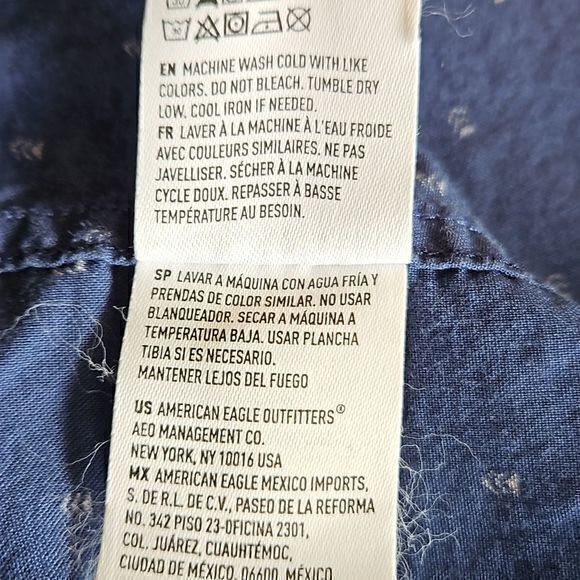 EN MACHINE WASH COLD WITH LIKE
COLORS. DO NOT BLEACH. TUMBLE DRY
LOW. COOL IRON IF NEEDED.
FR LAVER À LA MACHINE À L'EAU FROIDE
AVEC COULEURS SIMILAIRES. NE PAS
JAVELLISER. SÉCHER À LA MACHINE
CYCLE DOUX. REPASSER À BASSE
TEMPÉRATURE AU BESOIN.
SP LAVAR A MÁQUINA CON AGUA FRÍA Y
PRENDAS DE COLOR SIMILAR. NO USAR
BLANQUEADOR. SECAR A MÁQUINA A
TEMPERATURA BAJA. USAR PLANCHA
TIBIA SI ES NECESARIO.
MANTENER LEJOS DEL FUEGO
US AMERICAN EAGLE OUTFITTERS®
AEO MANAGEMENT CO.
NEW YORK, NY 10016 USA
MX AMERICAN EAGLE MEXICO IMPORTS,
S. DE R.L. DE C.V., PASEO DE LA REFORMA
NO. 342 PISO 23-OFICINA 2301,
COL. JUÁREZ, CUAUHTÉMOC,
CIUDAD DE MÉXICO, 06600, MÉXICO